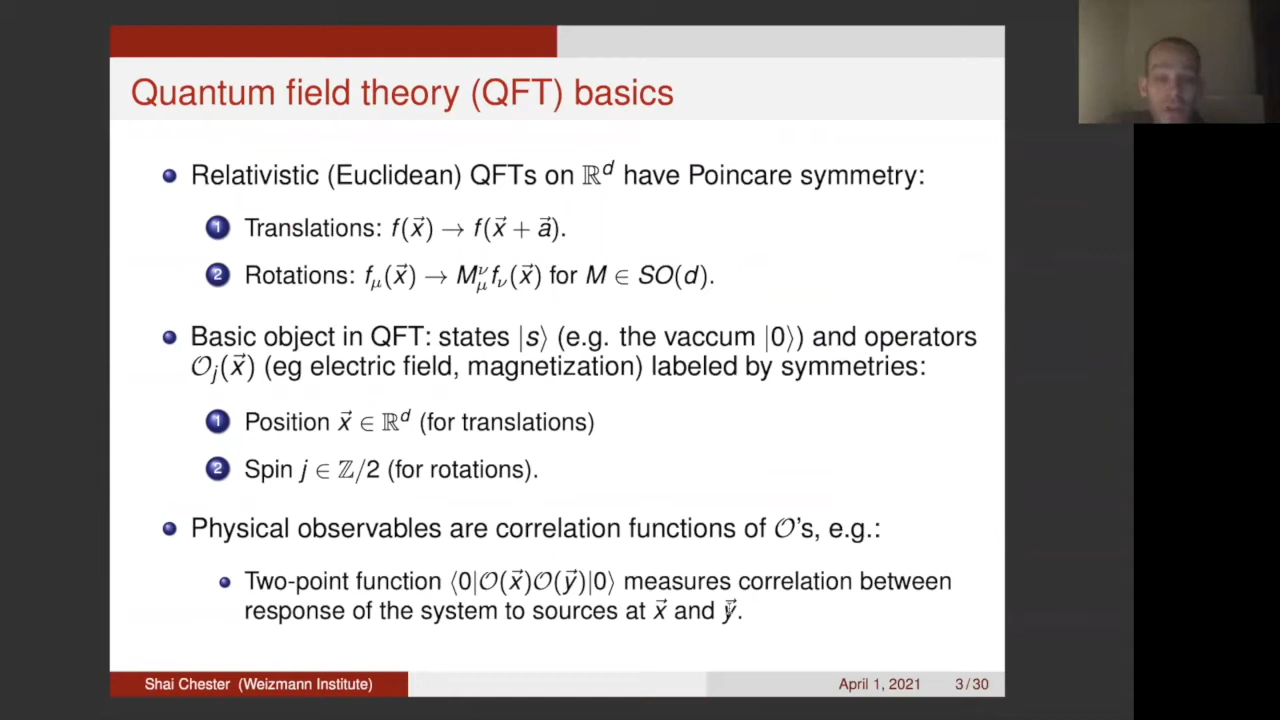 Quantum field theory (QFT) basics
Relativistic (Euclidean) QFTs on ℝᵈ have Poincare symmetry:
1 Translations: f(x⃗) → f(x⃗ + a⃗).
2 Rotations: f_μ(x⃗) → M_μ^ν f_ν(x⃗) for M ∈ SO(d).
Basic object in QFT: states |s⟩ (e.g. the vaccum |0⟩) and operators
𝒪_j(x⃗) (eg electric field, magnetization) labeled by symmetries:
1 Position x⃗ ∈ ℝᵈ (for translations)
2 Spin j ∈ ℤ/2 (for rotations).
Physical observables are correlation functions of 𝒪's, e.g.:
Two-point function ⟨0|𝒪(x⃗)𝒪(y⃗)|0⟩ measures correlation between
response of the system to sources at x⃗ and y⃗.
Shai Chester (Weizmann Institute) April 1, 2021 3/30